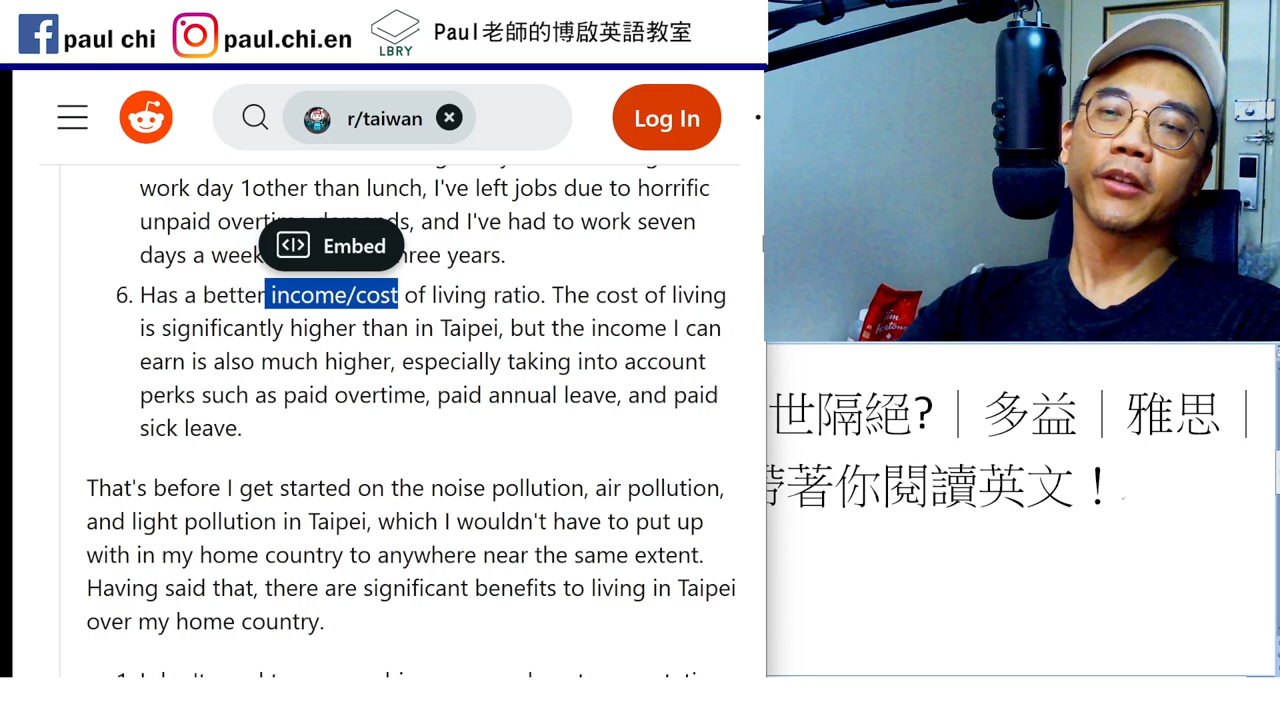 paul chi
paul.chi.en
LBRY
Paul老師的博啟英語教室
r/taiwan
Log In
work day 1other than lunch, I've left jobs due to horrific
unpaid overtime demands, and I've had to work seven
days a week three years.
Embed
6. Has a better income/cost of living ratio. The cost of living
is significantly higher than in Taipei, but the income I can
earn is also much higher, especially taking into account
perks such as paid overtime, paid annual leave, and paid
sick leave.
That's before I get started on the noise pollution, air pollution,
and light pollution in Taipei, which I wouldn't have to put up
with in my home country to anywhere near the same extent.
Having said that, there are significant benefits to living in Taipei
over my home country.
世隔絕?｜多益｜雅思｜
帶著你閱讀英文！